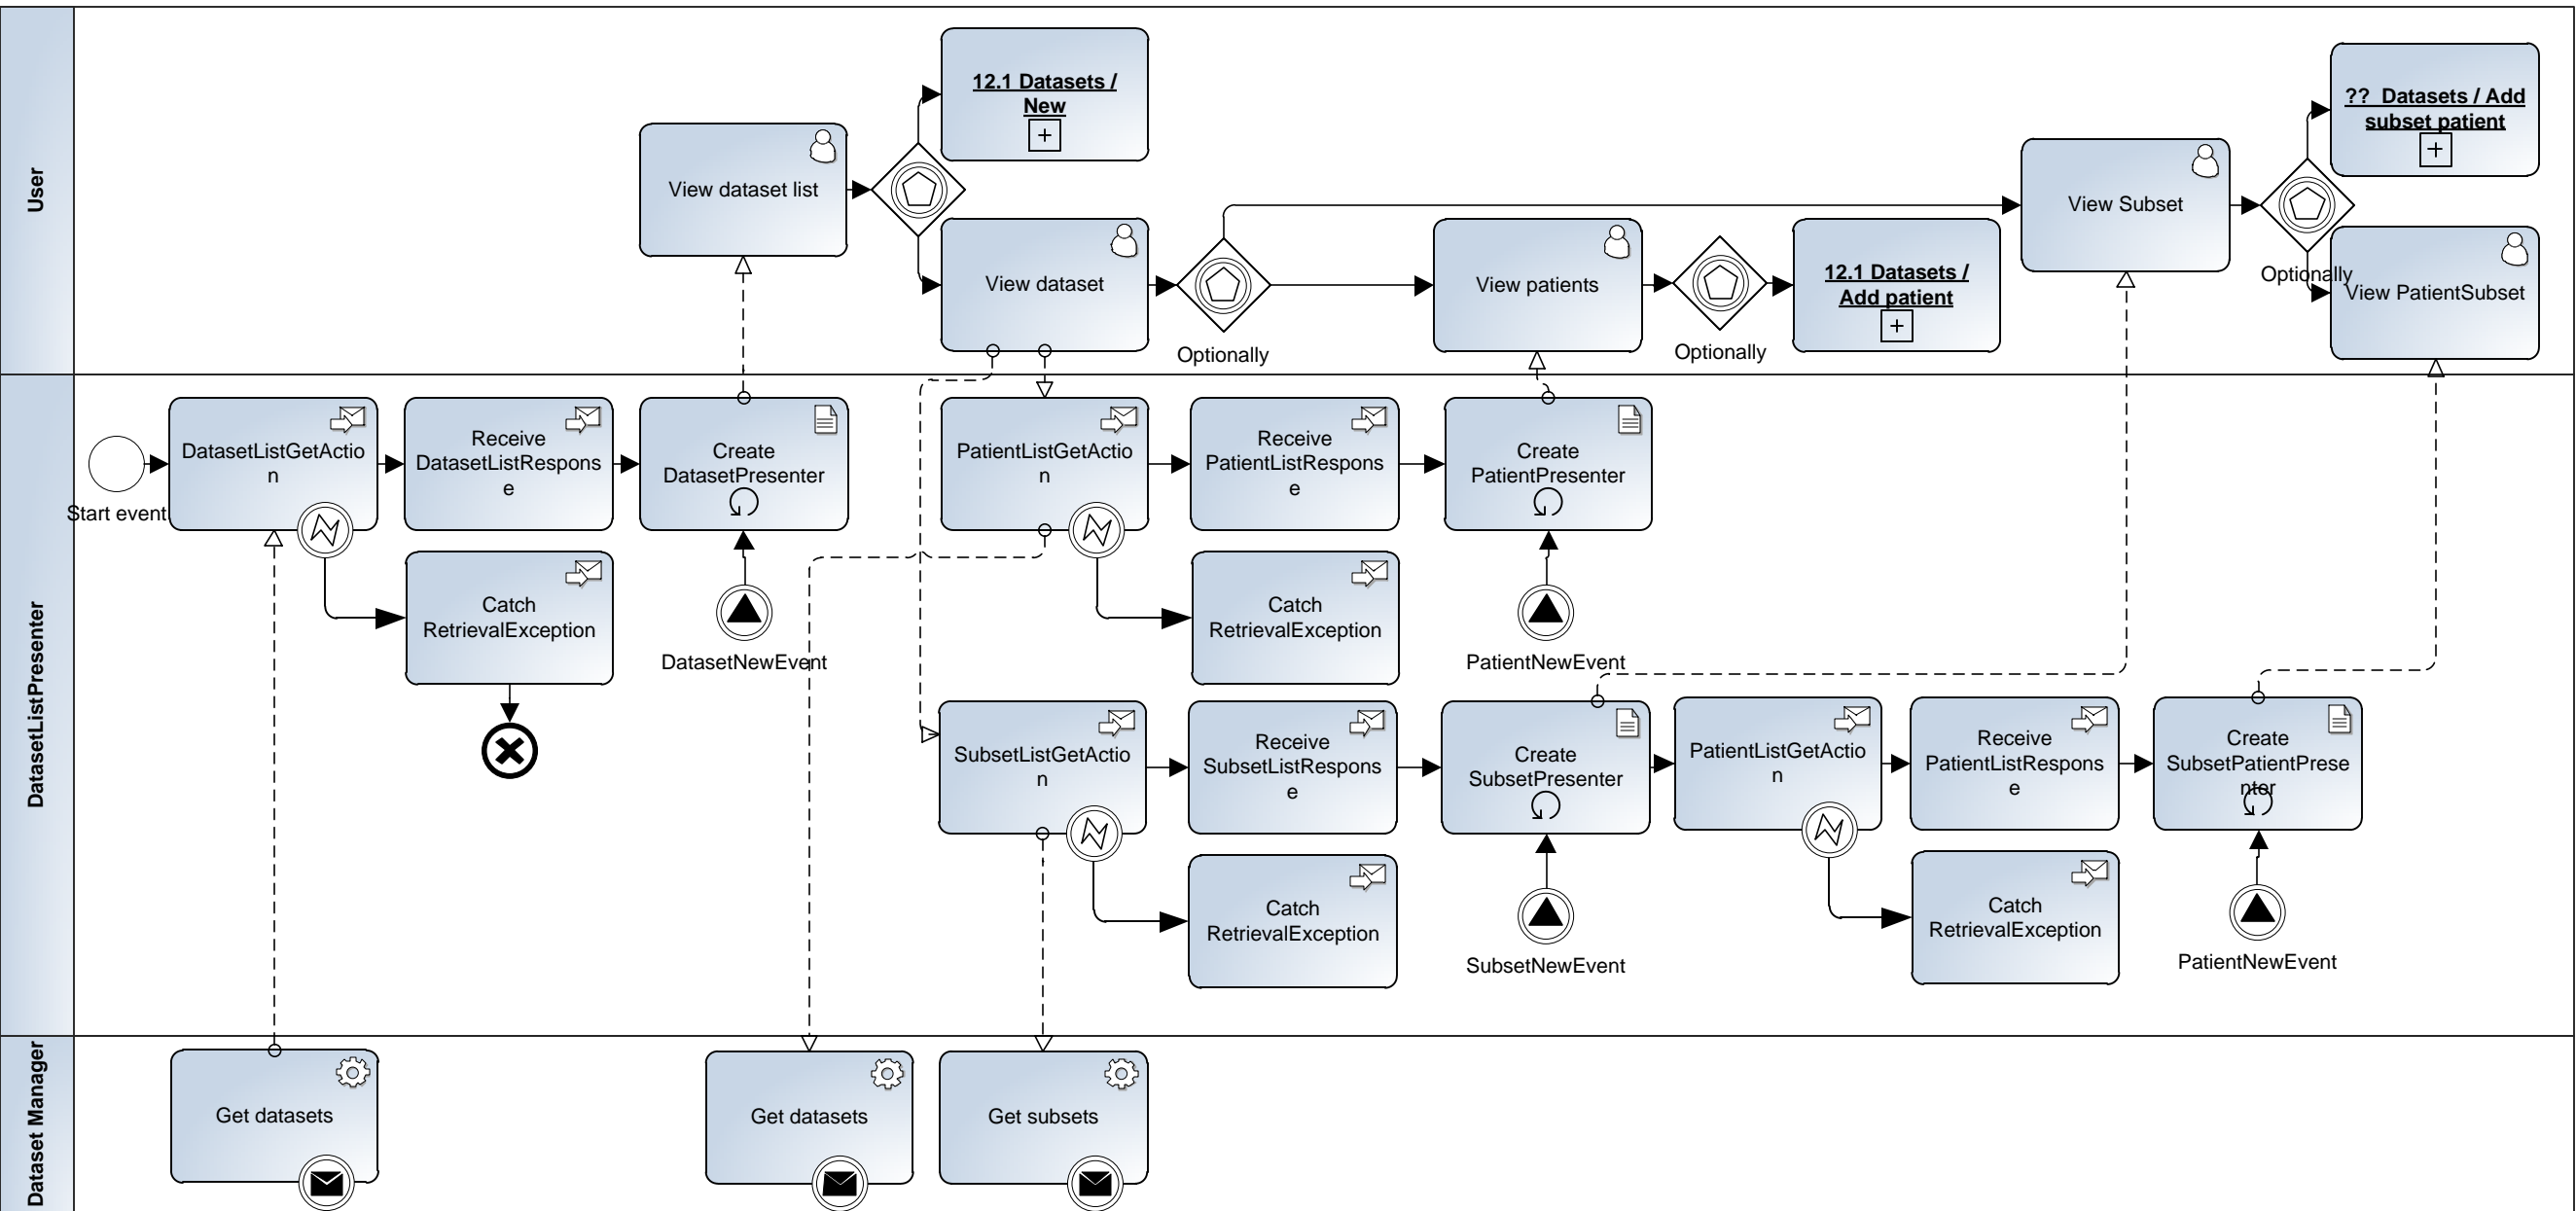 User
12.1 Datasets /
New
?? Datasets / Add
subset patient
View dataset list
View Subset
View dataset
Optionally
View patients
Optionally
12.1 Datasets /
Add patient
Optionally
View PatientSubset
DatasetListPresenter
Start event
DatasetListGetActio
n
Receive
DatasetListRespons
e
Create
DatasetPresenter
PatientListGetActio
n
Receive
PatientListRespons
e
Create
PatientPresenter
Catch
RetrievalException
DatasetNewEvent
Catch
RetrievalException
PatientNewEvent
SubsetListGetActio
n
Receive
SubsetListRespons
e
Create
SubsetPresenter
PatientListGetActio
n
Receive
PatientListRespons
e
Create
SubsetPatientPrese
nter
Catch
RetrievalException
SubsetNewEvent
Catch
RetrievalException
PatientNewEvent
Dataset Manager
Get datasets
Get datasets
Get subsets